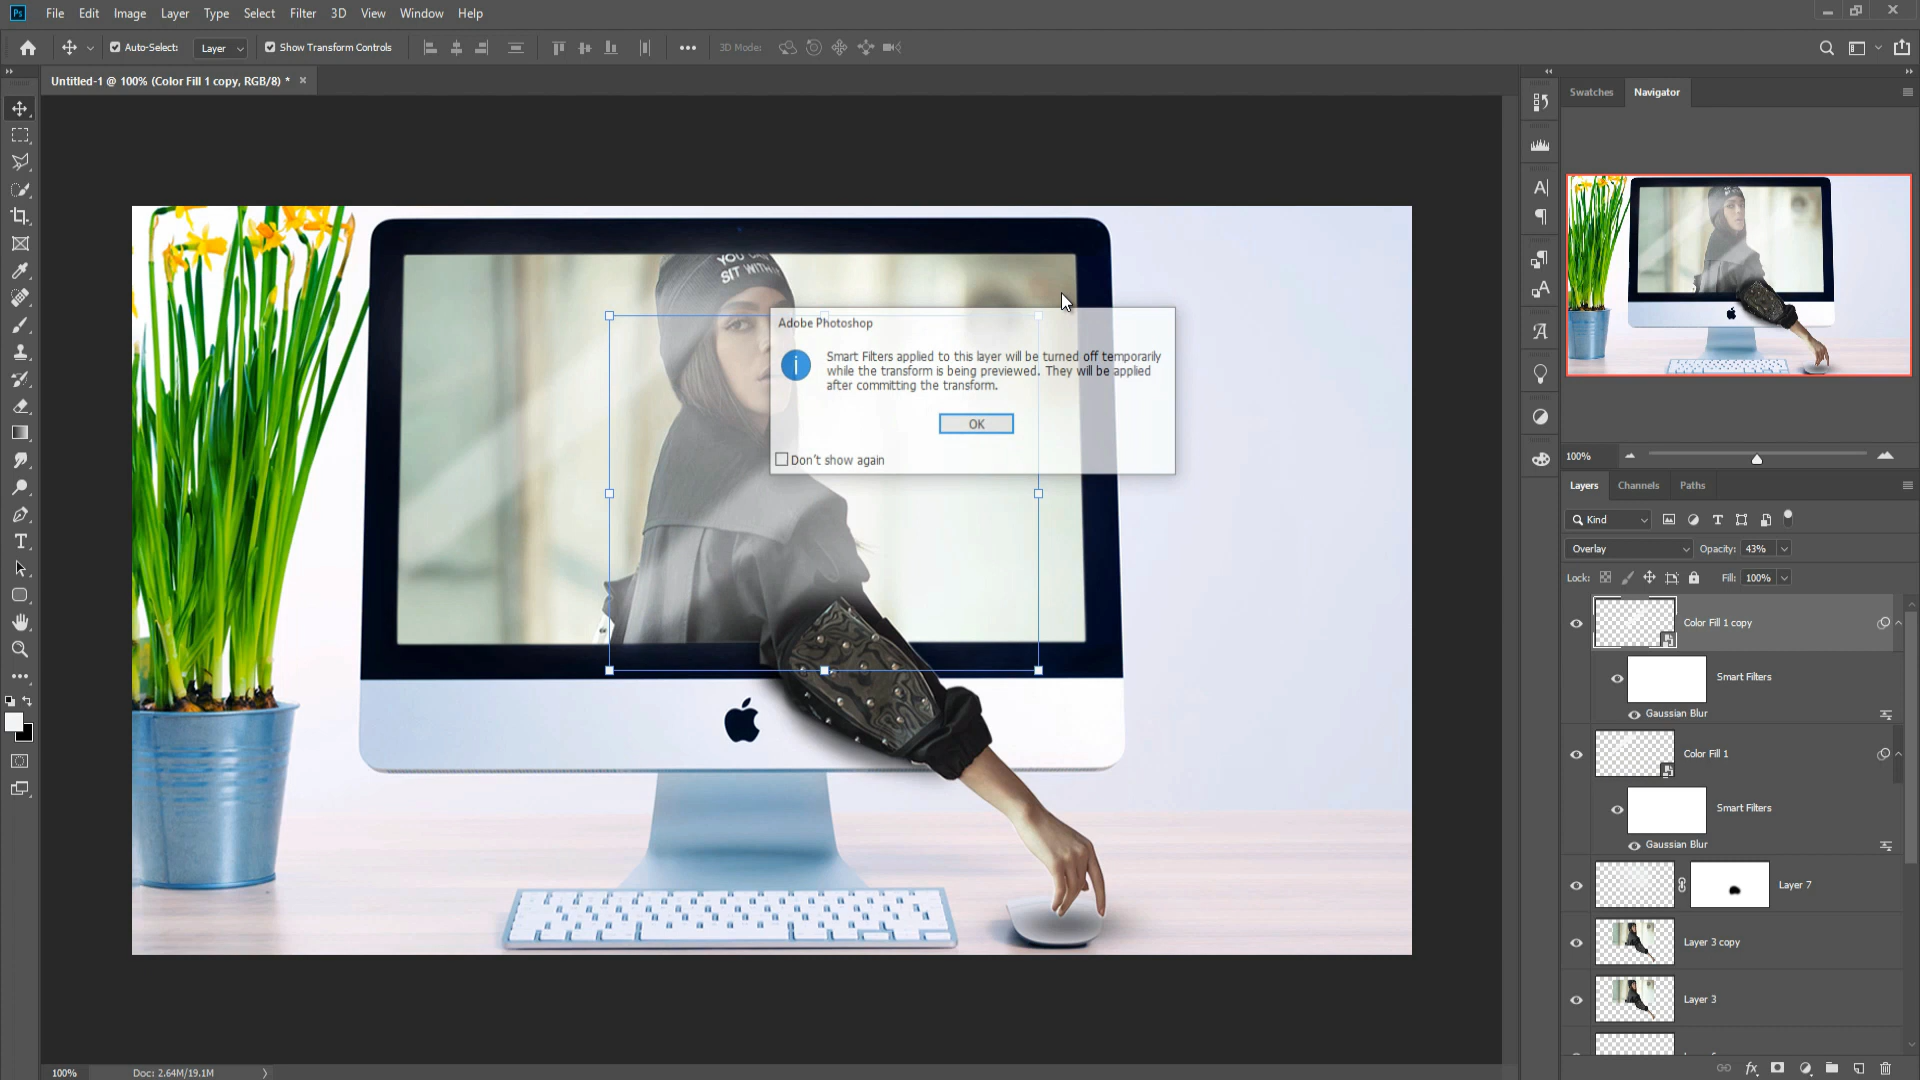 Ps File Edit Image Layer Type Select Filter 3D View Window Help
Auto-Select: Layer Show Transform Controls 3D Mode:
Untitled-1 @ 100% (Color Fill 1 copy, RGB/8) * ×
Swatches Navigator
YOU CAN
SIT WITH
Adobe Photoshop
Smart Filters applied to this layer will be turned off temporarily
while the transform is being previewed. They will be applied
after committing the transform.
OK
Don't show again
100%
Layers Channels Paths
Kind
Overlay Opacity: 43%
Lock: Fill: 100%
Color Fill 1 copy
Smart Filters
Gaussian Blur
Color Fill 1
Smart Filters
Gaussian Blur
Layer 7
Layer 3 copy
Layer 3
100% Doc: 2.64M/19.1M